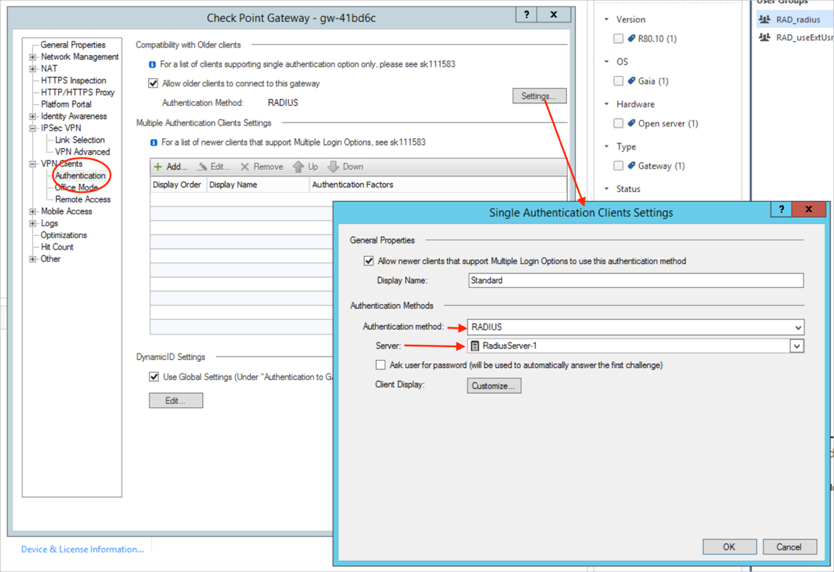 Check Point Gateway - gw-41bd6c
? X
General Properties
Network Management
NAT
HTTPS Inspection
HTTP/HTTPS Proxy
Platform Portal
Identity Awareness
IPSec VPN
Link Selection
VPN Advanced
VPN Clients
Authentication
Office Mode
Remote Access
Mobile Access
Logs
Optimizations
Hit Count
Other
Compatibility with Older clients
For a list of clients supporting single authentication option only, please see sk111583
Allow older clients to connect to this gateway
Authentication Method: RADIUS
Settings...
Multiple Authentication Clients Settings
For a list of newer clients that support Multiple Login Options, see sk111583
Add... Edit... Remove Up Down
Display Order Display Name Authentication Factors
DynamicID Settings
Use Global Settings (Under "Authentication to Ga
Edit...
Device & License Information...
Version
R80.10 (1)
OS
Gaia (1)
Hardware
Open server (1)
Type
Gateway (1)
Status
User Groups
RAD_radius
RAD_useExtUsr
Single Authentication Clients Settings
? X
General Properties
Allow newer clients that support Multiple Login Options to use this authentication method
Display Name: Standard
Authentication Methods
Authentication method: RADIUS
Server: RadiusServer-1
Ask user for password (will be used to automatically answer the first challenge)
Client Display: Customize...
OK Cancel